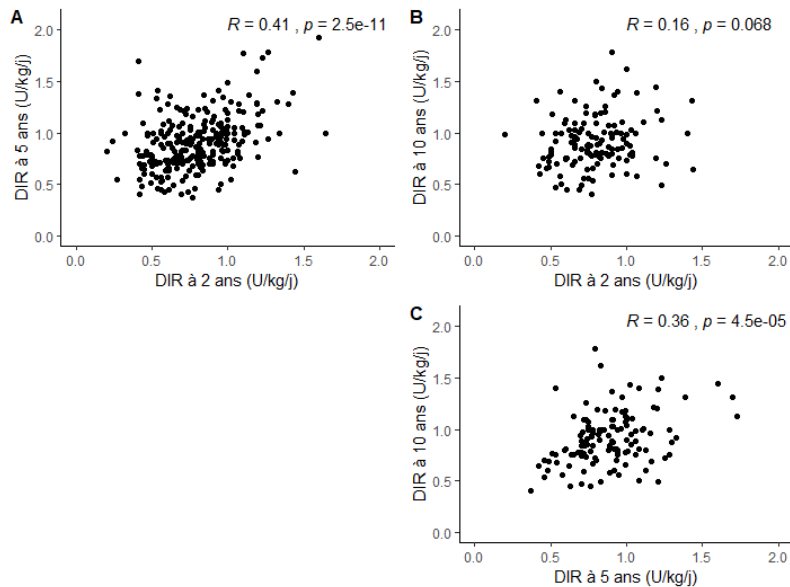 A
R = 0.41 , p = 2.5e-11
DIR à 5 ans (U/kg/j)
2.0
1.5
1.0
0.5
0.0
0.0 0.5 1.0 1.5 2.0
DIR à 2 ans (U/kg/j)
B
R = 0.16 , p = 0.068
DIR à 10 ans (U/kg/j)
2.0
1.5
1.0
0.5
0.0
0.0 0.5 1.0 1.5 2.0
DIR à 2 ans (U/kg/j)
C
R = 0.36 , p = 4.5e-05
DIR à 10 ans (U/kg/j)
2.0
1.5
1.0
0.5
0.0
0.0 0.5 1.0 1.5 2.0
DIR à 5 ans (U/kg/j)